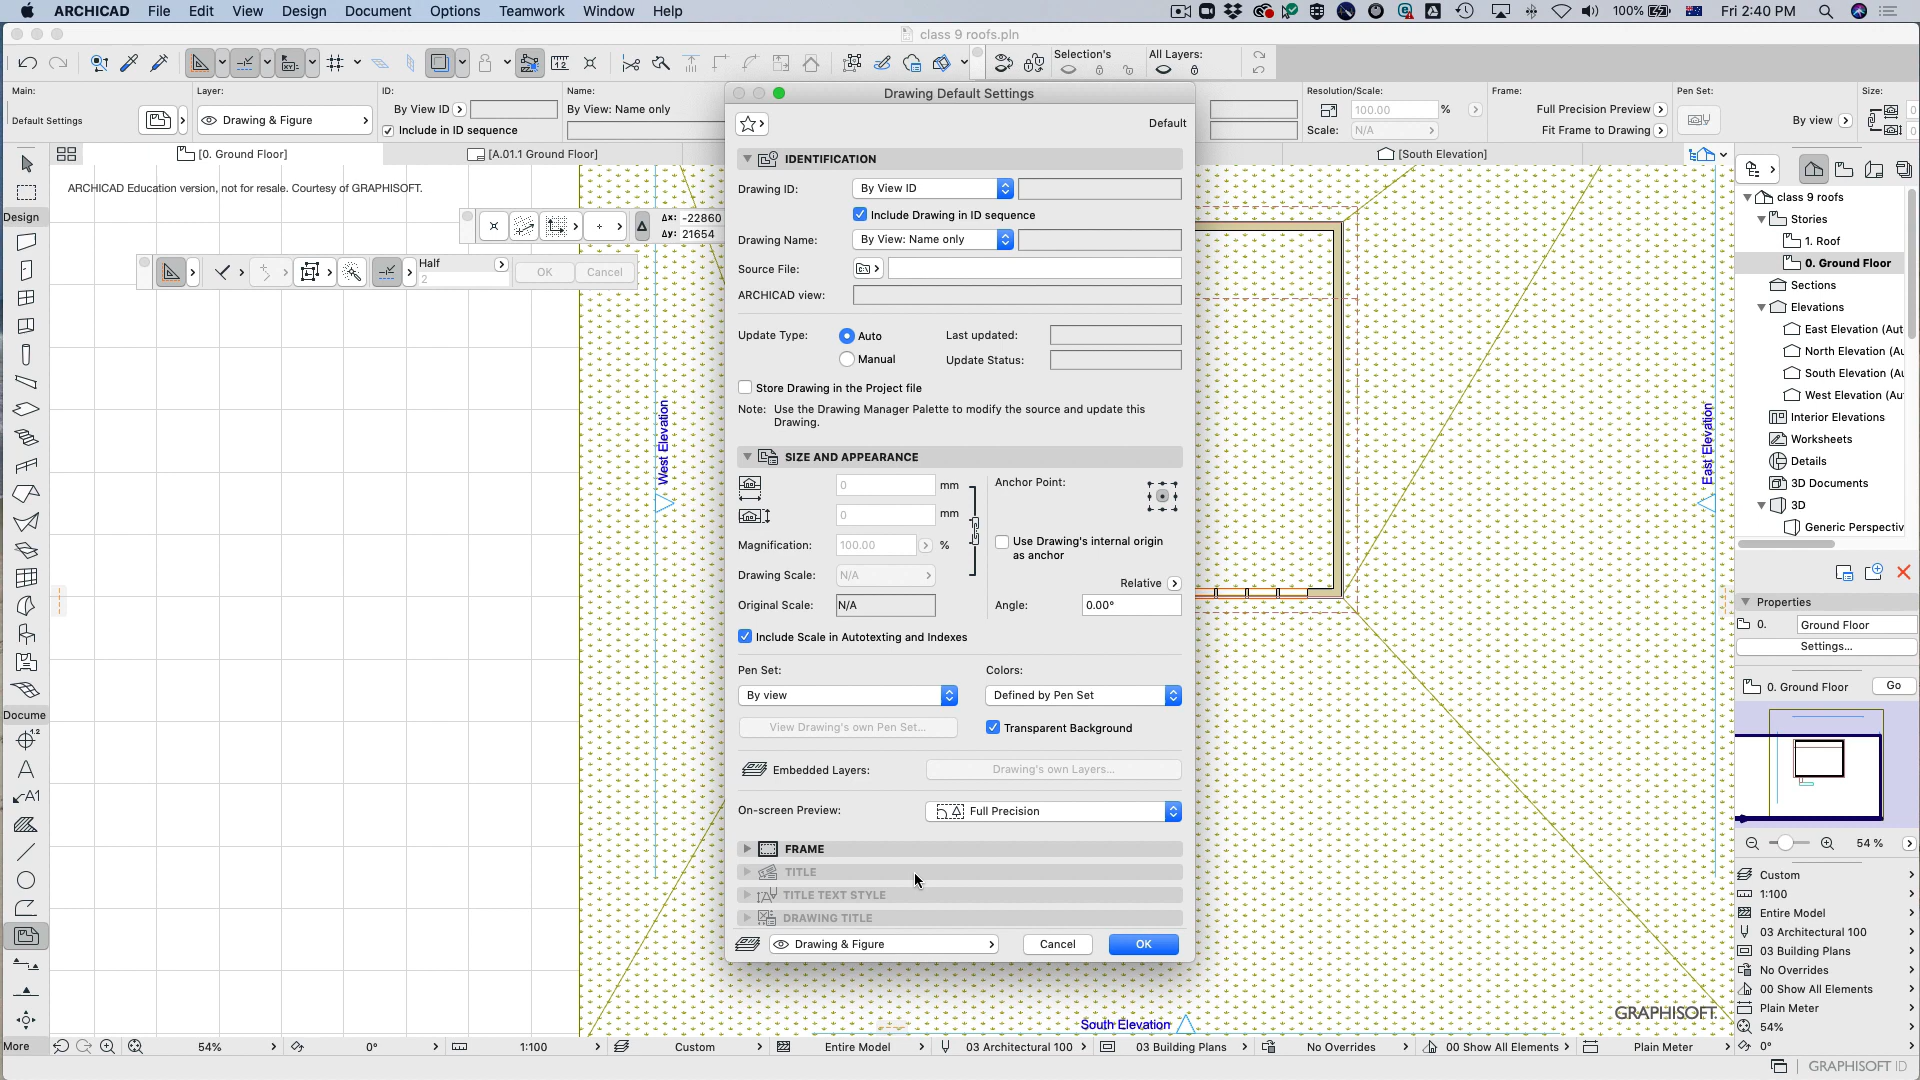 ARCHICAD File Edit View Design Document Options Teamwork Window Help 100% Fri 2:40 PM
class 9 roofs.pln
Selection's All Layers:
Main: Layer: ID: Name: Resolution/Scale: Frame: Pen Set: Size:
Default Settings Drawing & Figure By View ID By View: Name only 100.00 % Full Precision Preview By view
Include in ID sequence Scale: N/A Fit Frame to Drawing
[0. Ground Floor] [A.01.1 Ground Floor] [South Elevation]
ARCHICAD Education version, not for resale. Courtesy of GRAPHISOFT.
Δx: -22860
Δy: 21654
Half
2
OK Cancel
Design
Docume
More
West Elevation
East Elevation
South Elevation
GRAPHISOFT.
Drawing Default Settings
Default
IDENTIFICATION
Drawing ID: By View ID
Include Drawing in ID sequence
Drawing Name: By View: Name only
Source File:
ARCHICAD view:
Update Type: Auto Last updated:
Manual Update Status:
Store Drawing in the Project file
Note: Use the Drawing Manager Palette to modify the source and update this
Drawing.
SIZE AND APPEARANCE
0 mm Anchor Point:
0 mm
Magnification: 100.00 % Use Drawing's internal origin
as anchor
Drawing Scale: N/A Relative
Original Scale: N/A Angle: 0.00°
Include Scale in Autotexting and Indexes
Pen Set: Colors:
By view Defined by Pen Set
View Drawing's own Pen Set... Transparent Background
Embedded Layers: Drawing's own Layers...
On-screen Preview: Full Precision
FRAME
TITLE
TITLE TEXT STYLE
DRAWING TITLE
Drawing & Figure Cancel OK
class 9 roofs
Stories
1. Roof
0. Ground Floor
Sections
Elevations
East Elevation (Aut
North Elevation (Au
South Elevation (Au
West Elevation (Au
Interior Elevations
Worksheets
Details
3D Documents
3D
Generic Perspectiv
Properties
0. Ground Floor
Settings...
0. Ground Floor Go
54 %
Custom
1:100
Entire Model
03 Architectural 100
03 Building Plans
No Overrides
00 Show All Elements
Plain Meter
54%
0°
54% 0° 1:100 Custom Entire Model 03 Architectural 100 03 Building Plans No Overrides 00 Show All Elements Plain Meter
GRAPHISOFT ID